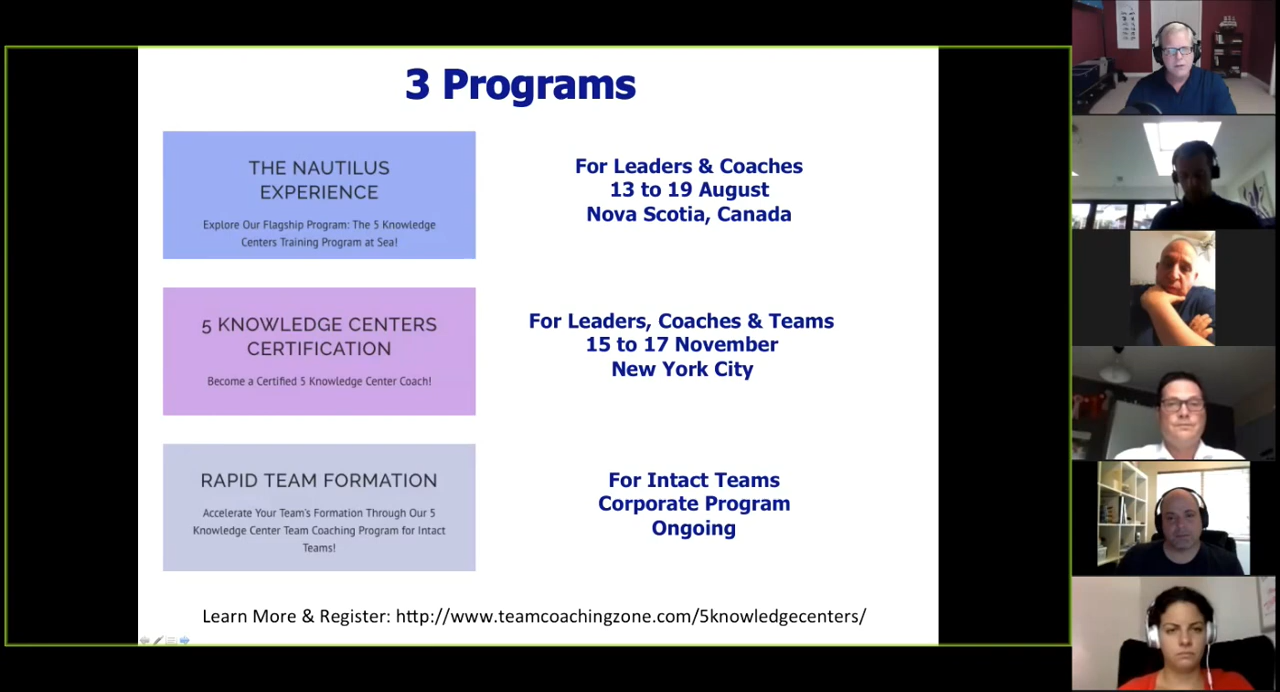 3 Programs
THE NAUTILUS
EXPERIENCE
Explore Our Flagship Program: The 5 Knowledge
Centers Training Program at Sea!
For Leaders & Coaches
13 to 19 August
Nova Scotia, Canada
5 KNOWLEDGE CENTERS
CERTIFICATION
Become a Certified 5 Knowledge Center Coach!
For Leaders, Coaches & Teams
15 to 17 November
New York City
RAPID TEAM FORMATION
Accelerate Your Team's Formation Through Our 5
Knowledge Center Team Coaching Program for Intact
Teams!
For Intact Teams
Corporate Program
Ongoing
Learn More & Register: http://www.teamcoachingzone.com/5knowledgecenters/